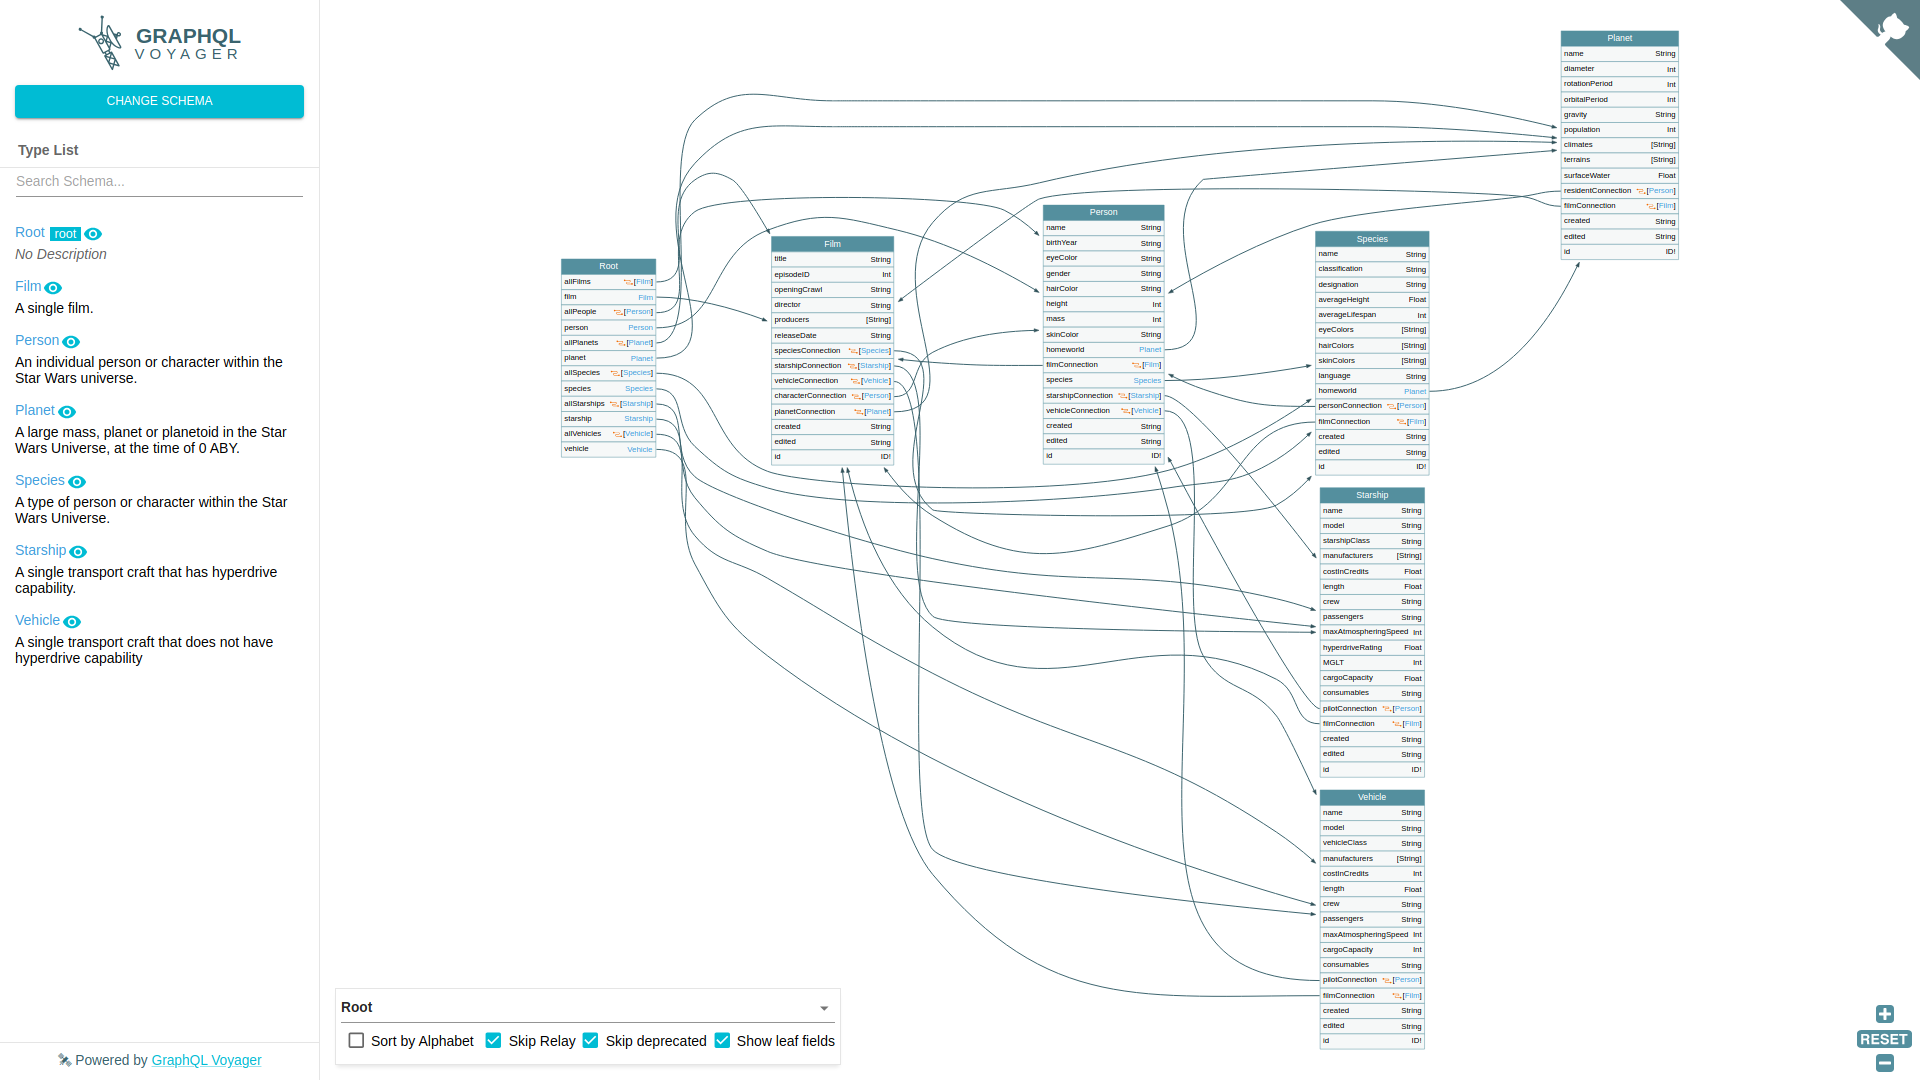 GRAPHQL
VOYAGER
CHANGE SCHEMA
Type List
Search Schema...
Root root
No Description
Film
A single film.
Person
An individual person or character within the
Star Wars universe.
Planet
A large mass, planet or planetoid in the Star
Wars Universe, at the time of 0 ABY.
Species
A type of person or character within the Star
Wars Universe.
Starship
A single transport craft that has hyperdrive
capability.
Vehicle
A single transport craft that does not have
hyperdrive capability
Powered by GraphQL Voyager
Root
allFilms [Film]
film Film
allPeople [Person]
person Person
allPlanets [Planet]
planet Planet
allSpecies [Species]
species Species
allStarships [Starship]
starship Starship
allVehicles [Vehicle]
vehicle Vehicle
Film
title String
episodeID Int
openingCrawl String
director String
producers [String]
releaseDate String
speciesConnection [Species]
starshipConnection [Starship]
vehicleConnection [Vehicle]
characterConnection [Person]
planetConnection [Planet]
created String
edited String
id ID!
Person
name String
birthYear String
eyeColor String
gender String
hairColor String
height Int
mass Int
skinColor String
homeworld Planet
filmConnection [Film]
species Species
starshipConnection [Starship]
vehicleConnection [Vehicle]
created String
edited String
id ID!
Species
name String
classification String
designation String
averageHeight Float
averageLifespan Int
eyeColors [String]
hairColors [String]
skinColors [String]
language String
homeworld Planet
personConnection [Person]
filmConnection [Film]
created String
edited String
id ID!
Planet
name String
diameter Int
rotationPeriod Int
orbitalPeriod Int
gravity String
population Int
climates [String]
terrains [String]
surfaceWater Float
residentConnection [Person]
filmConnection [Film]
created String
edited String
id ID!
Starship
name String
model String
starshipClass String
manufacturers [String]
costInCredits Float
length Float
crew String
passengers String
maxAtmospheringSpeed Int
hyperdriveRating Float
MGLT Int
cargoCapacity Float
consumables String
pilotConnection [Person]
filmConnection [Film]
created String
edited String
id ID!
Vehicle
name String
model String
vehicleClass String
manufacturers [String]
costInCredits Int
length Float
crew String
passengers String
maxAtmospheringSpeed Int
cargoCapacity Int
consumables String
pilotConnection [Person]
filmConnection [Film]
created String
edited String
id ID!
Root
Sort by Alphabet Skip Relay Skip deprecated Show leaf fields
RESET